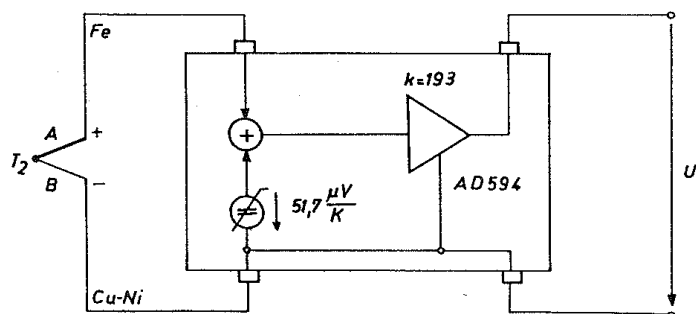 Fe
k=193
A
+
T₂
+
B
−
51,7 μV/K
AD594
U
Cu-Ni